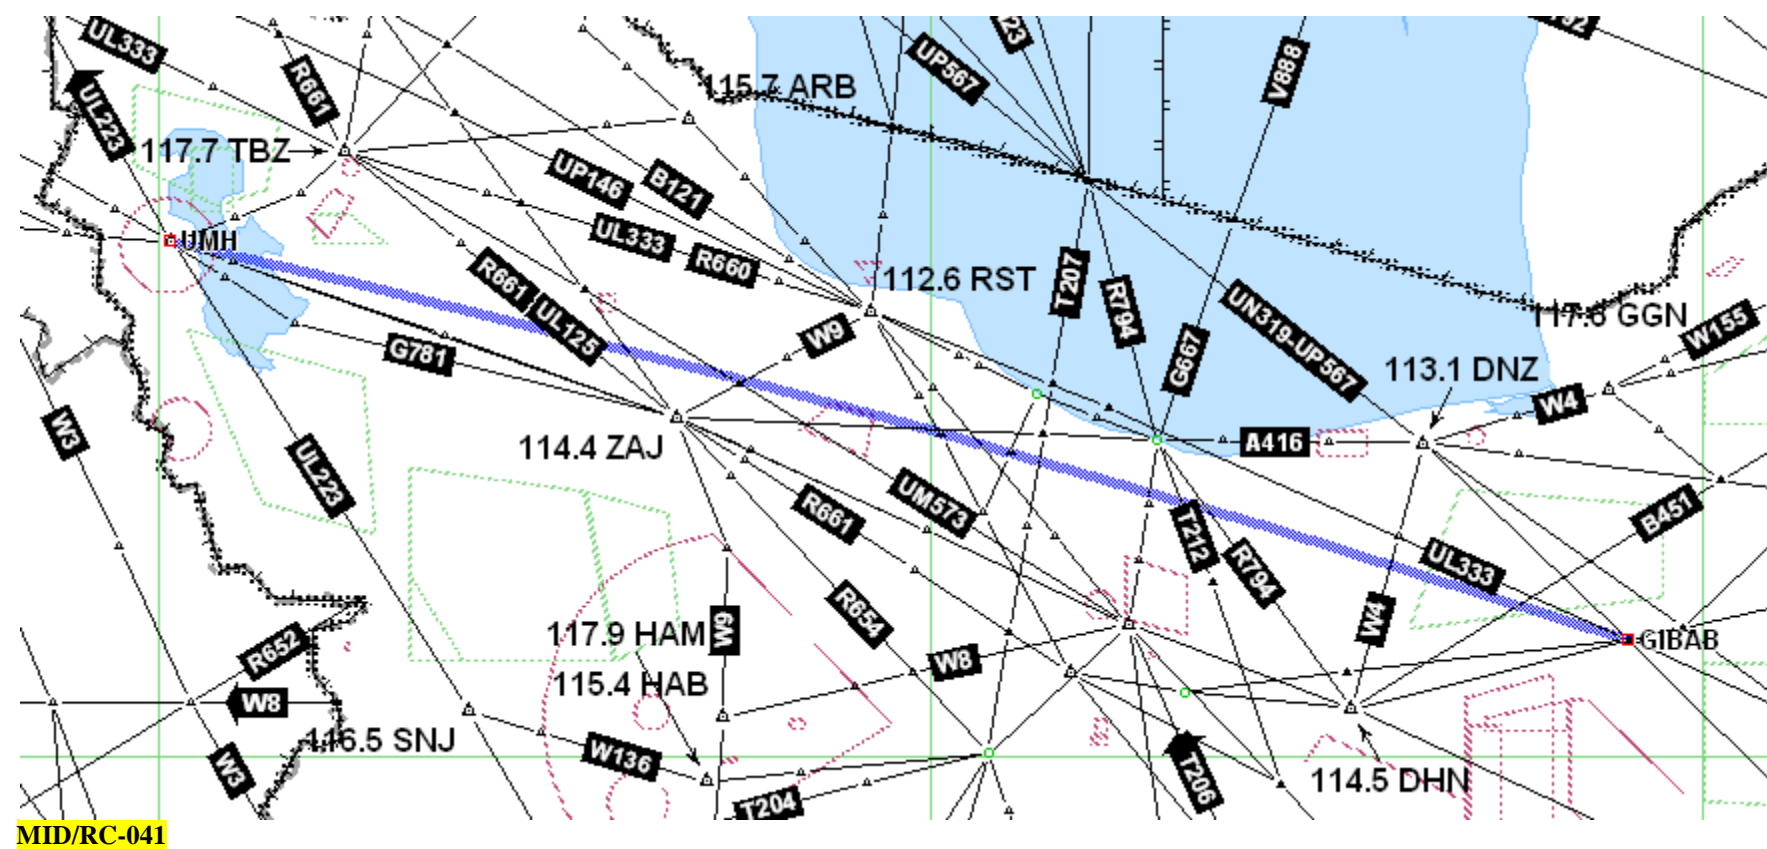 UL333
R661
UL223
117.7 TBZ
UMH
115.7 ARB
UP567
V888
UP146
B121
UL333
R660
R661
UL125
G781
W9
112.6 RST
T207
R794
G667
UN319-UP567
117.8 GGN
W155
113.1 DNZ
W4
A416
W3
UL223
114.4 ZAJ
UM573
R661
T212
R794
B451
UL333
R654
W4
GIBAB
117.9 HAM
W9
115.4 HAB
W8
R652
W8
116.5 SNJ
W3
W136
T204
T206
114.5 DHN
MID/RC-041